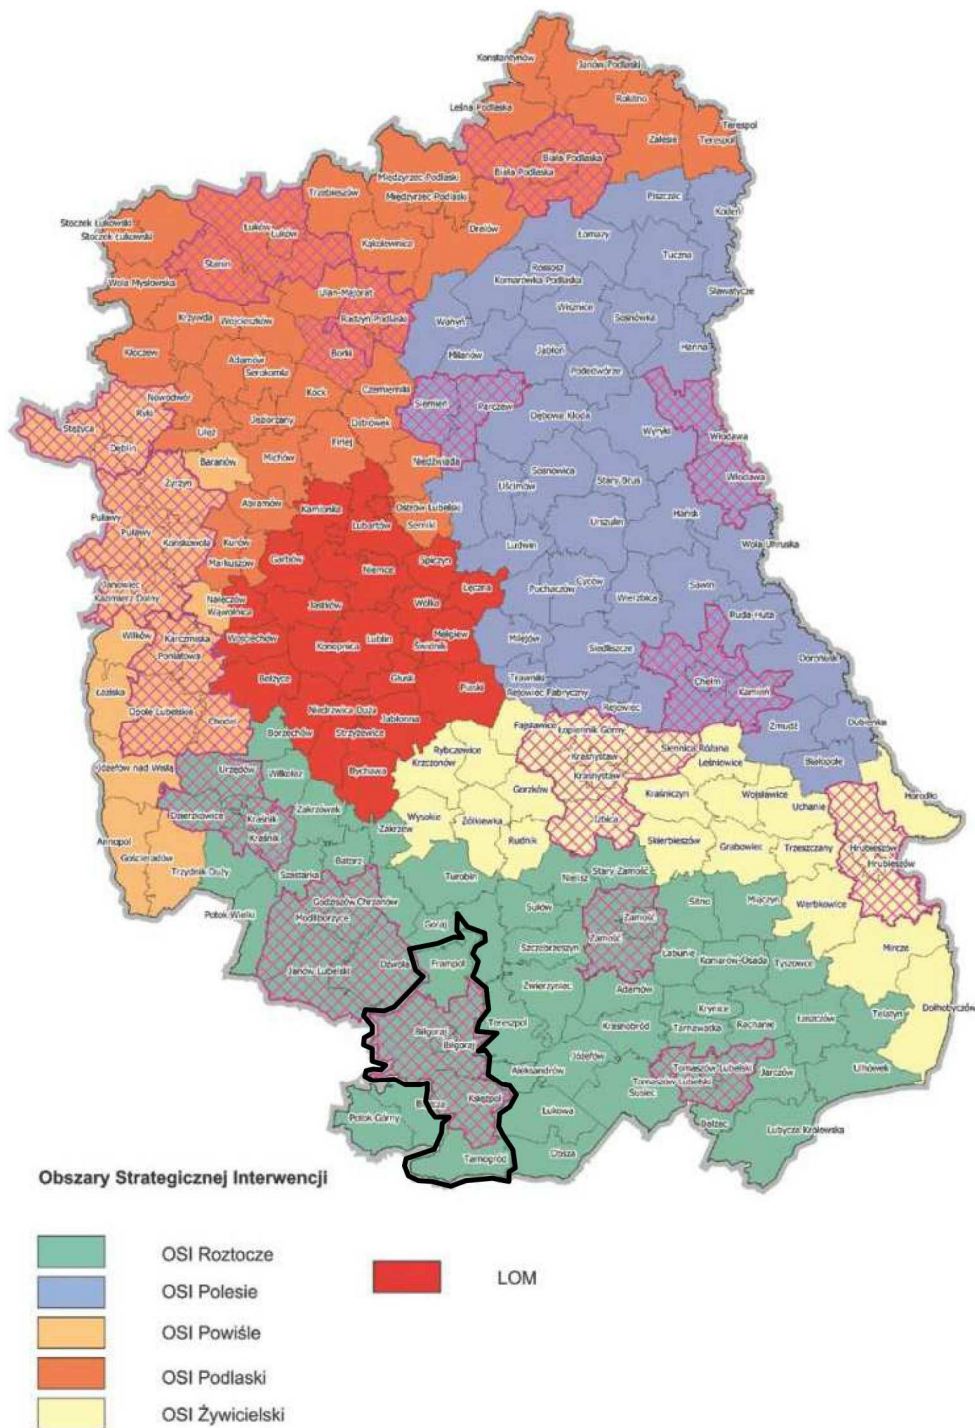 Konstantynów
Janów Podlaski
Leśna Podlaska
Rokitno
Terespol
Zalesie
Terespol
Biała Podlaska
Biała Podlaska
Międzyrzec Podlaski
Międzyrzec Podlaski
Trzebieszów
Piszczac
Kodeń
Stoczek Łukowski
Stoczek Łukowski
Łuków
Łuków
Drelów
Kąkolewnica
Łomazy
Tuczna
Stanin
Rossosz
Komarówka Podlaska
Wola Mysłowska
Ulan-Majorat
Sławatycze
Wisznice
Sosnówka
Krzywda
Wojcieszków
Radzyń Podlaski
Wohyń
Hanna
Kłoczew
Borki
Milanów
Jabłoń
Adamów
Serokomla
Podedwórze
Nowodwór
Ryki
Kock
Czemierniki
Siemień
Parczew
Stężyca
Jeziorzany
Dębowa Kłoda
Dęblin
Ułęż
Ostrówek
Firlej
Wyryki
Włodawa
Baranów
Michów
Niedźwiada
Włodawa
Żyrzyn
Sosnowica
Uścimów
Stary Brus
Abramów
Kamionka
Ostrów Lubelski
Puławy
Puławy
Lubartów
Serniki
Hańsk
Urszulin
Końskowola
Kurów
Wola Uhruska
Ludwin
Markuszów
Garbów
Niemce
Spiczyn
Janowiec
Kazimierz Dolny
Łęczna
Puchaczów
Cyców
Wierzbica
Sawin
Nałęczów
Wąwolnica
Jastków
Wólka
Ruda-Huta
Wilków
Karczmiska
Wojciechów
Konopnica
Lublin
Mełgiew
Świdnik
Milejów
Siedliszcze
Poniatowa
Dorohusk
Bełżyce
Głusk
Piaski
Trawniki
Rejowiec Fabryczny
Chełm
Kamień
Łaziska
Opole Lubelskie
Chodel
Niedrzwica Duża
Jabłonna
Rejowiec
Borzechów
Strzyżewice
Fajsławice
Łopiennik Górny
Żmudź
Dubienka
Rybczewice
Siennica Różana
Leśniowice
Białopole
Józefów nad Wisłą
Urzędów
Wilkołaz
Bychawa
Krzczonów
Krasnystaw
Krasnystaw
Wojsławice
Horodło
Gorzków
Kraśniczyn
Uchanie
Dzierzkowice
Kraśnik
Kraśnik
Zakrzówek
Zakrzew
Wysokie
Żółkiewka
Izbica
Annopol
Rudnik
Skierbieszów
Grabowiec
Trzeszczany
Hrubieszów
Hrubieszów
Gościeradów
Trzydnik Duży
Batorz
Szastarka
Turobin
Nielisz
Stary Zamość
Godziszów
Chrzanów
Modliborzyce
Sułów
Sitno
Miączyn
Werbkowice
Potok Wielki
Goraj
Zamość
Zamość
Mircze
Szczebrzeszyn
Janów Lubelski
Dzwola
Frampol
Łabunie
Komarów-Osada
Tyszowce
Zwierzyniec
Adamów
Dołhobyczów
Krynice
Telatyn
Biłgoraj
Biłgoraj
Tereszpol
Krasnobród
Tarnawatka
Rachanie
Łaszczów
Aleksandrów
Józefów
Tomaszów Lubelski
Tomaszów Lubelski
Jarczów
Ulhówek
Susiec
Księżpol
Biszcza
Potok Górny
Łukowa
Bełżec
Lubycza Królewska
Tarnogród
Obsza
Obszary Strategicznej Interwencji
OSI Roztocze
LOM
OSI Polesie
OSI Powiśle
OSI Podlaski
OSI Żywicielski